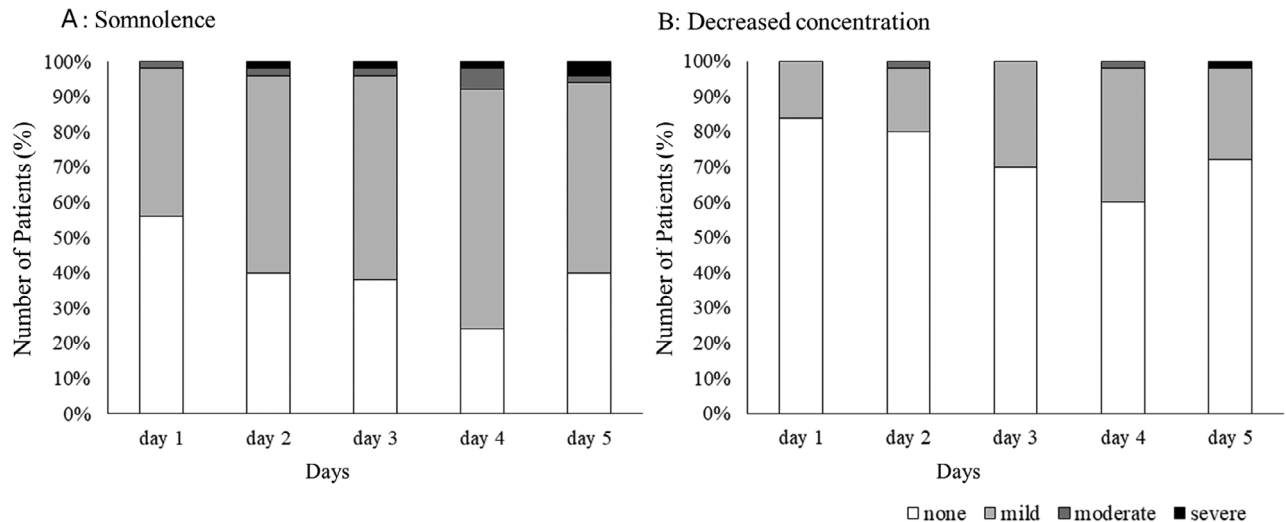 A: Somnolence
Number of Patients (%)
100%
90%
80%
70%
60%
50%
40%
30%
20%
10%
0%
day 1 day 2 day 3 day 4 day 5
Days
B: Decreased concentration
Number of Patients (%)
100%
90%
80%
70%
60%
50%
40%
30%
20%
10%
0%
day 1 day 2 day 3 day 4 day 5
Days
none mild moderate severe